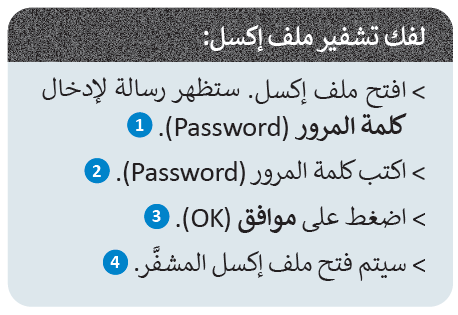 لفك تشفير ملف إكسل:
> افتح ملف إكسل. ستظهر رسالة لإدخال
كلمة المرور (Password). 1
> اكتب كلمة المرور (Password). 2
> اضغط على موافق (OK). 3
> سيتم فتح ملف إكسل المشفَّر. 4